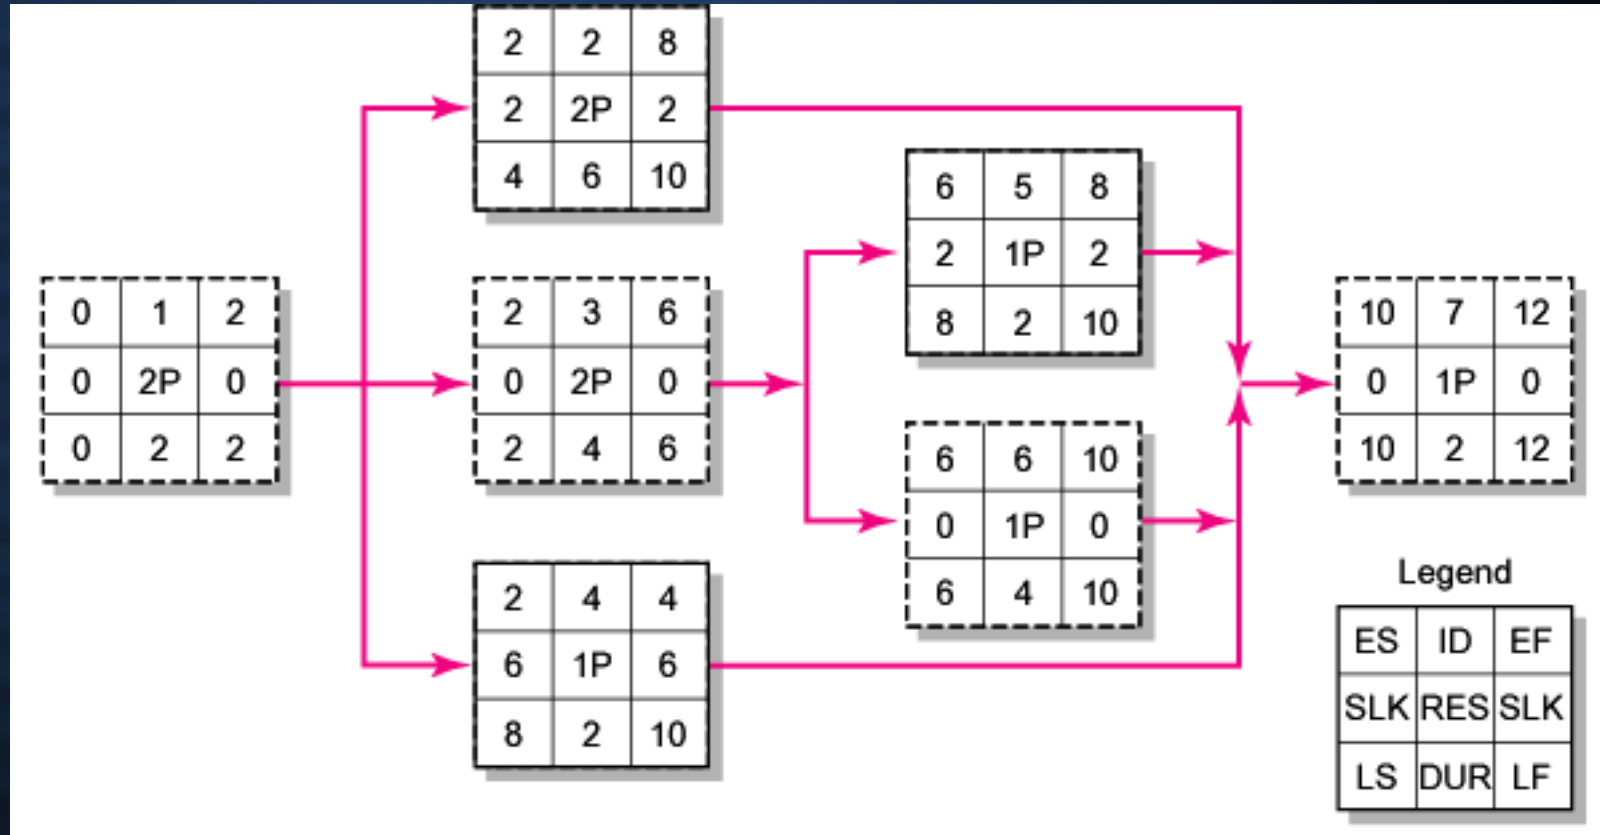 2 2 8
2 2P 2
4 6 10
6 5 8
2 1P 2
8 2 10
0 1 2
0 2P 0
0 2 2
2 3 6
0 2P 0
2 4 6
10 7 12
0 1P 0
10 2 12
6 6 10
0 1P 0
6 4 10
2 4 4
6 1P 6
8 2 10
Legend
ES ID EF
SLK RES SLK
LS DUR LF